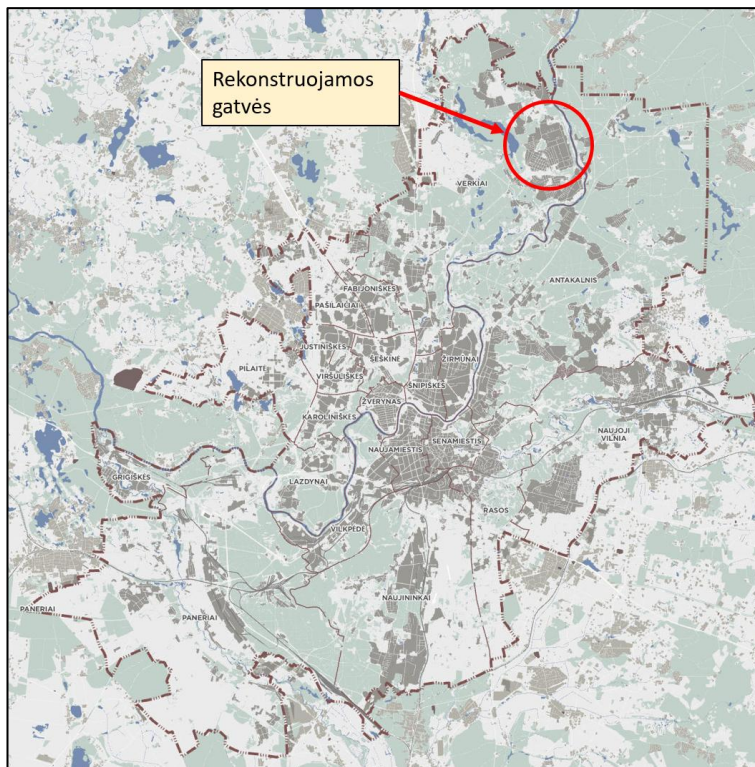 Rekonstruojamos
gatvės
VERKIAI
ANTAKALNIS
FABIJONIŠKĖS
PAŠILAIČIAI
JUSTINIŠKĖS
ŠEŠKINĖ
ŽIRMŪNAI
PILAITĖ
VIRŠULIŠKĖS
ŠNIPIŠKĖS
ŽVĖRYNAS
KAROLINIŠKĖS
NAUJOJI
VILNIA
NAUJAMIESTIS
SENAMIESTIS
GRIGIŠKĖS
LAZDYNAI
RASOS
VILKPĖDĖ
NAUJININKAI
PANERIAI
PANERIAI